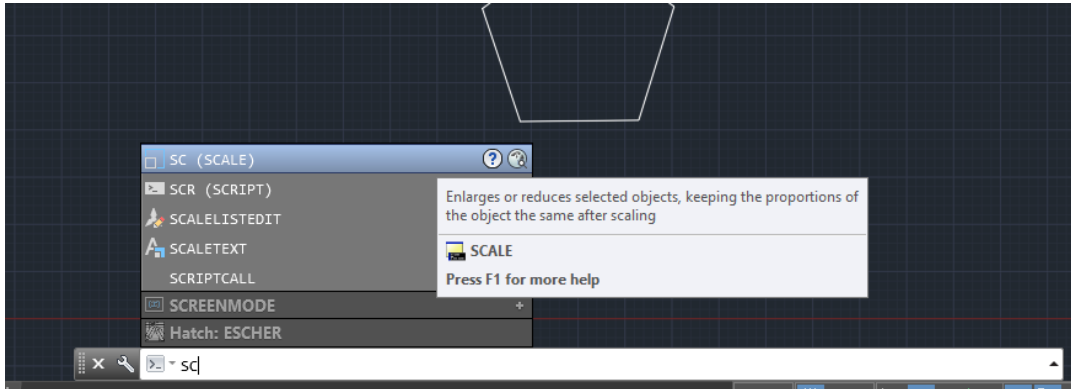 SC (SCALE)
SCR (SCRIPT)
SCALELISTEDIT
SCALETEXT
SCRIPTCALL
SCREENMODE +
Hatch: ESCHER
Enlarges or reduces selected objects, keeping the proportions of
the object the same after scaling
SCALE
Press F1 for more help
sc